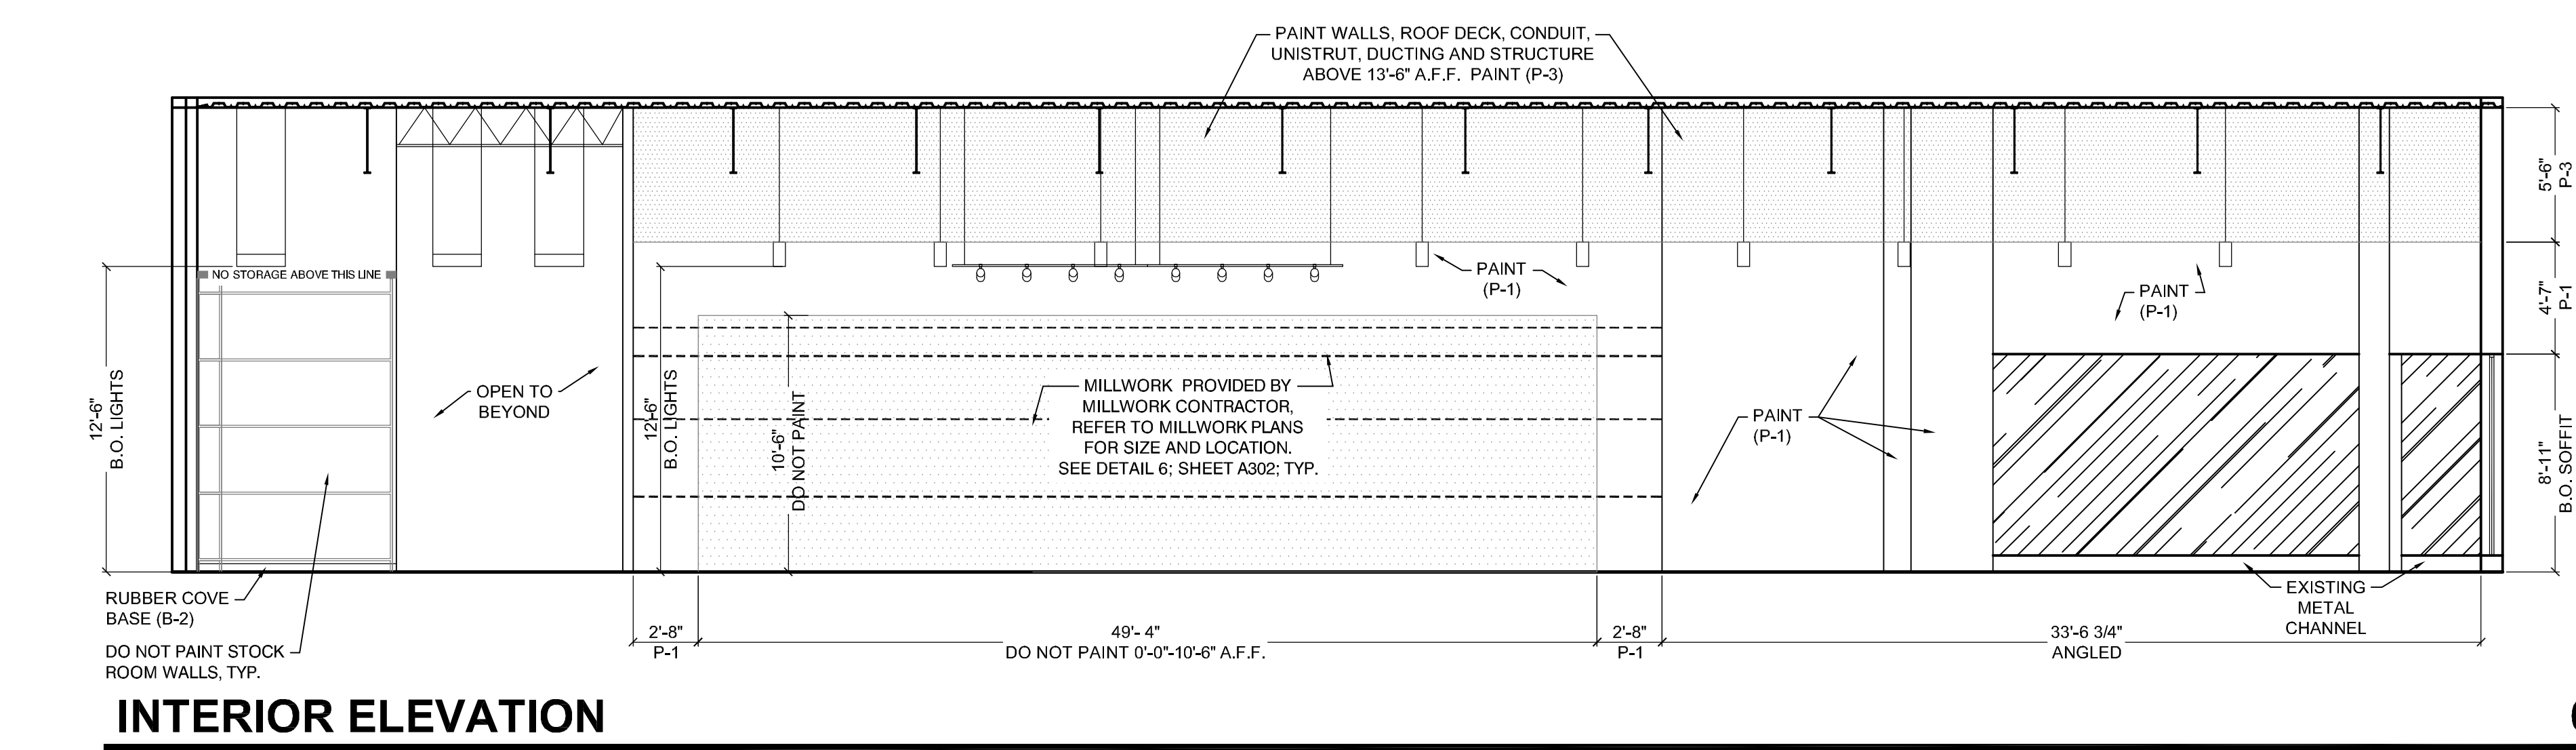 PAINT WALLS, ROOF DECK, CONDUIT,
UNISTRUT, DUCTING AND STRUCTURE
ABOVE 13'-6" A.F.F. PAINT (P-3)
5'-6"
P-3
NO STORAGE ABOVE THIS LINE
PAINT
(P-1)
PAINT
(P-1)
4'-7"
P-1
12'-6"
B.O. LIGHTS
OPEN TO
BEYOND
12'-6"
B.O. LIGHTS
10'-6"
DO NOT PAINT
MILLWORK PROVIDED BY
MILLWORK CONTRACTOR,
REFER TO MILLWORK PLANS
FOR SIZE AND LOCATION.
SEE DETAIL 6; SHEET A302; TYP.
PAINT
(P-1)
8'-11"
B.O. SOFFIT
RUBBER COVE
BASE (B-2)
DO NOT PAINT STOCK
ROOM WALLS, TYP.
2'-8"
P-1
49'- 4"
DO NOT PAINT 0'-0"-10'-6" A.F.F.
2'-8"
P-1
33'-6 3/4"
ANGLED
EXISTING
METAL
CHANNEL
INTERIOR ELEVATION